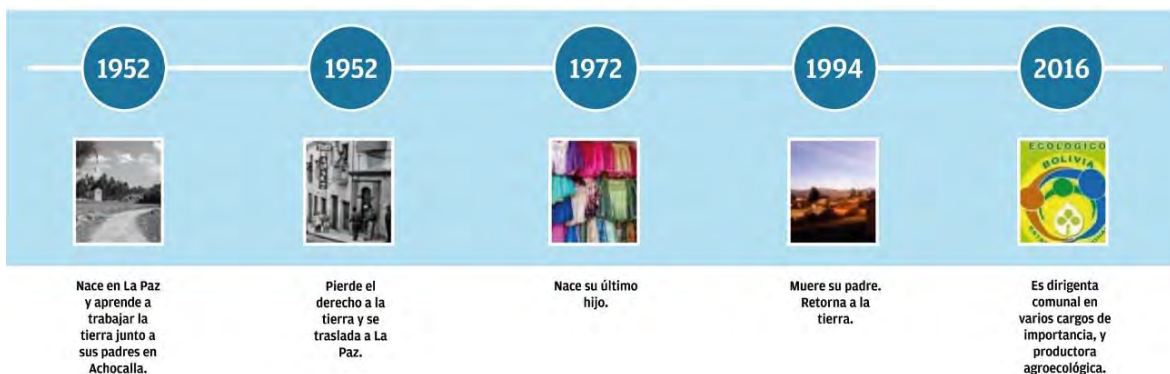 1952
1952
1972
1994
2016
ECOLOGICO
BOLIVIA
Nace en La Paz
y aprende a
trabajar la
tierra junto a
sus padres en
Achocalla.
Pierde el
derecho a la
tierra y se
traslada a La
Paz.
Nace su último
hijo.
Muere su padre.
Retorna a la
tierra.
Es dirigenta
comunal en
varios cargos de
importancia, y
productora
agroecológica.